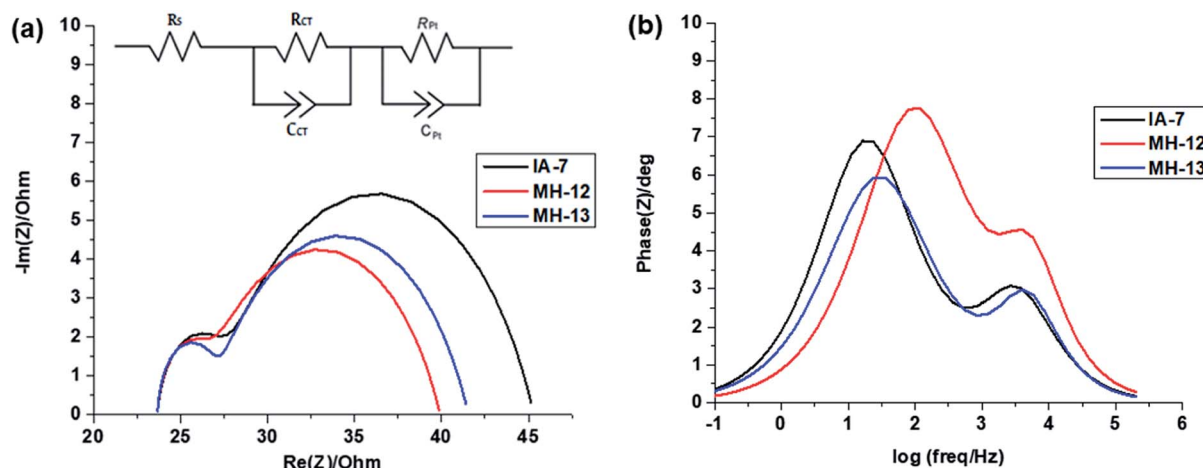 (a)
Rs
RCT
RPt
CCT
CPt
IA-7
MH-12
MH-13
-Im(Z)/Ohm
10
9
8
7
6
5
4
3
2
1
0
20 25 30 35 40 45
Re(Z)/Ohm
(b)
IA-7
MH-12
MH-13
Phase(Z)/deg
10
9
8
7
6
5
4
3
2
1
0
-1 0 1 2 3 4 5 6
log (freq/Hz)